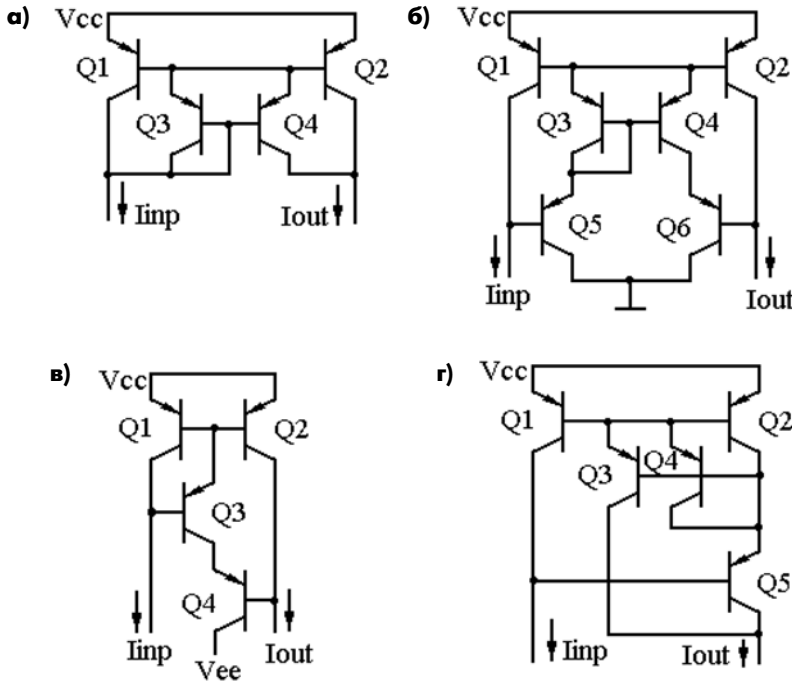 а)
Vcc
Q1
Q2
Q3
Q4
Iinp
Iout
б)
Vcc
Q1
Q2
Q3
Q4
Q5
Q6
Iinp
Iout
в)
Vcc
Q1
Q2
Q3
Q4
Iinp
Vee
Iout
г)
Vcc
Q1
Q2
Q3
Q4
Q5
Iinp
Iout